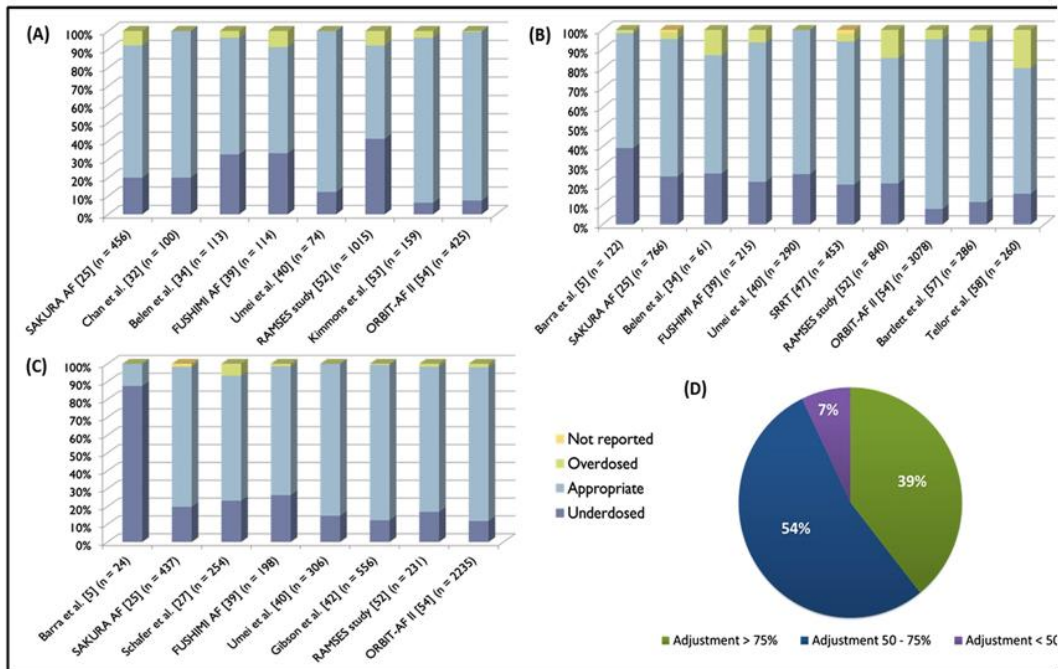 (A)
100%
90%
80%
70%
60%
50%
40%
30%
20%
10%
0%
SAKURA AF [25] (n = 456)
Chan et al. [32] (n = 100)
Belen et al. [34] (n = 113)
FUSHIMI AF [39] (n = 114)
Umei et al. [40] (n = 74)
RAMSES study [52] (n = 1015)
Kimmons et al. [53] (n = 159)
ORBIT-AF II [54] (n = 425)
(B)
100%
90%
80%
70%
60%
50%
40%
30%
20%
10%
0%
Barra et al. [5] (n = 122)
SAKURA AF [25] (n = 766)
Belen et al. [34] (n = 61)
FUSHIMI AF [39] (n = 215)
Umei et al. [40] (n = 290)
SRRT [47] (n = 453)
RAMSES study [52] (n = 840)
ORBIT-AF II [54] (n = 3078)
Bartlett et al. [57] (n = 286)
Tellor et al. [58] (n = 260)
(C)
100%
90%
80%
70%
60%
50%
40%
30%
20%
10%
0%
Barra et al. [5] (n = 24)
SAKURA AF [25] (n = 437)
Schafer et al. [27] (n = 254)
FUSHIMI AF [39] (n = 198)
Umei et al. [40] (n = 306)
Gibson et al. [42] (n = 556)
RAMSES study [52] (n = 231)
ORBIT-AF II [54] (n = 2235)
Not reported
Overdosed
Appropriate
Underdosed
(D)
7%
39%
54%
Adjustment > 75%
Adjustment 50 - 75%
Adjustment < 50